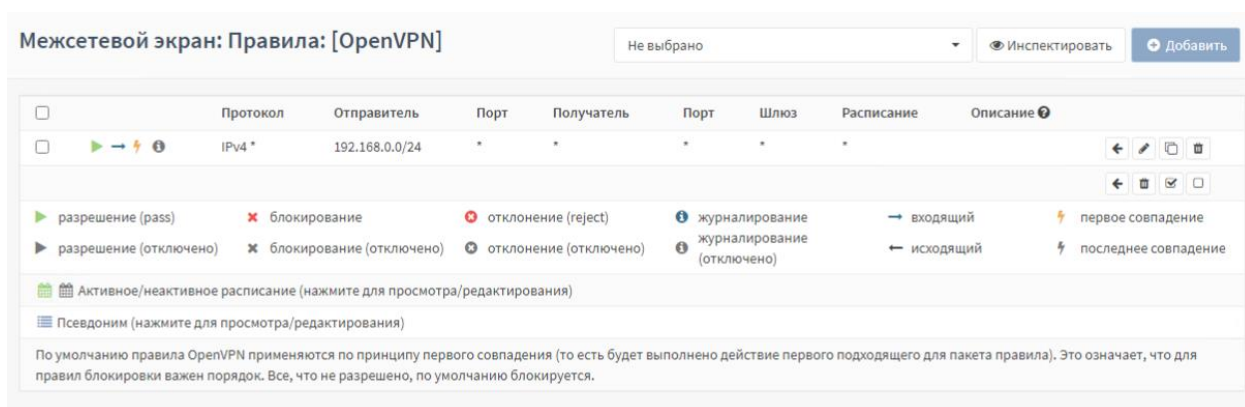 Межсетевой экран: Правила: [OpenVPN]
Не выбрано
Инспектировать
Добавить
Протокол Отправитель Порт Получатель Порт Шлюз Расписание Описание
IPv4 * 192.168.0.0/24 * * * * *
разрешение (pass) блокирование отклонение (reject) журналирование входящий первое совпадение
разрешение (отключено) блокирование (отключено) отклонение (отключено) журналирование (отключено) исходящий последнее совпадение
Активное/неактивное расписание (нажмите для просмотра/редактирования)
Псевдоним (нажмите для просмотра/редактирования)
По умолчанию правила OpenVPN применяются по принципу первого совпадения (то есть будет выполнено действие первого подходящего для пакета правила). Это означает, что для
правил блокировки важен порядок. Все, что не разрешено, по умолчанию блокируется.